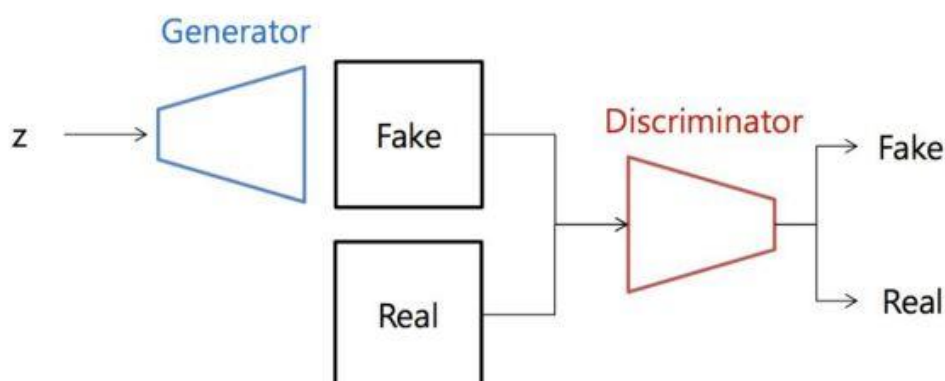 Generator
z
Fake
Discriminator
Fake
Real
Real